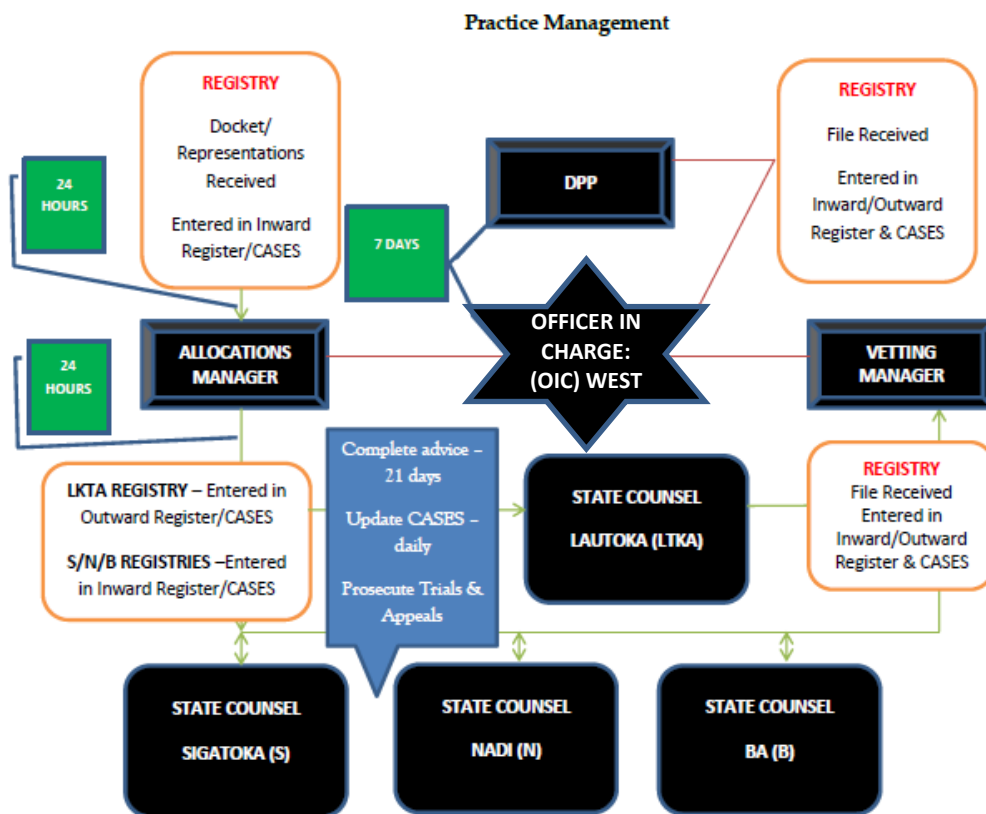 Practice Management
REGISTRY
Docket/
Representations
Received
Entered in Inward
Register/CASES
24
HOURS
7 DAYS
DPP
REGISTRY
File Received
Entered in
Inward/Outward
Register & CASES
OFFICER IN
CHARGE:
(OIC) WEST
ALLOCATIONS
MANAGER
VETTING
MANAGER
24
HOURS
LKTA REGISTRY – Entered in
Outward Register/CASES
S/N/B REGISTRIES –Entered
in Inward Register/CASES
Complete advice –
21 days
Update CASES –
daily
Prosecute Trials &
Appeals
STATE COUNSEL
LAUTOKA (LTKA)
REGISTRY
File Received
Entered in
Inward/Outward
Register & CASES
STATE COUNSEL
SIGATOKA (S)
STATE COUNSEL
NADI (N)
STATE COUNSEL
BA (B)